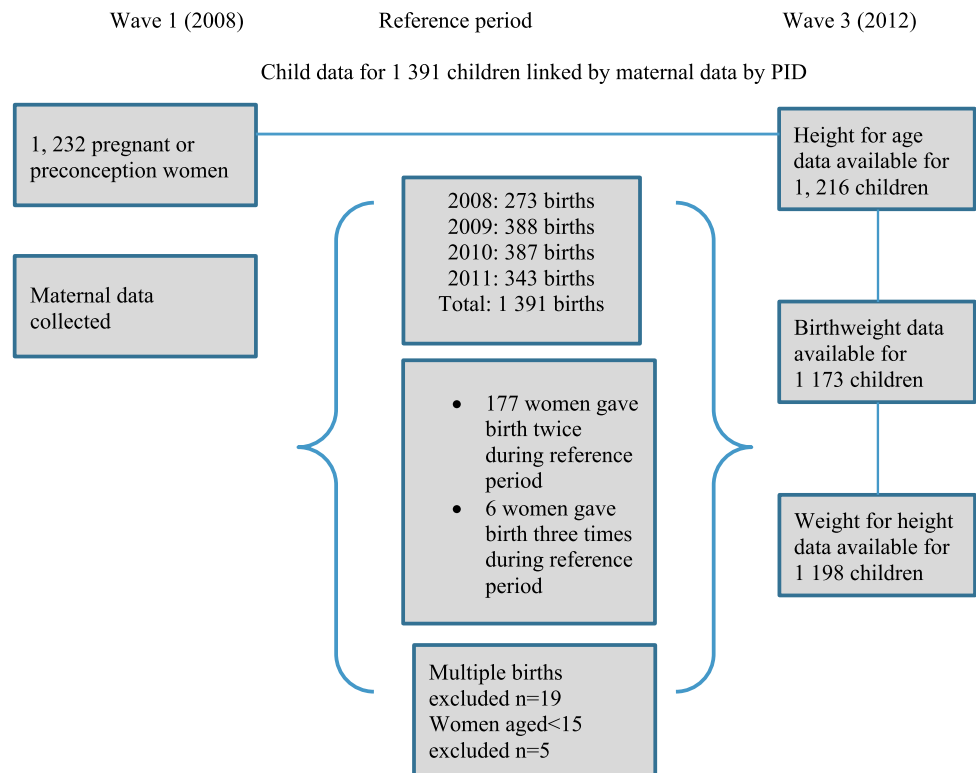 Wave 1 (2008)
Reference period
Wave 3 (2012)
Child data for 1 391 children linked by maternal data by PID
1, 232 pregnant or
preconception women
Maternal data
collected
2008: 273 births
2009: 388 births
2010: 387 births
2011: 343 births
Total: 1 391 births
• 177 women gave
birth twice
during reference
period
• 6 women gave
birth three times
during reference
period
Multiple births
excluded n=19
Women aged<15
excluded n=5
Height for age
data available for
1, 216 children
Birthweight data
available for
1 173 children
Weight for height
data available for
1 198 children